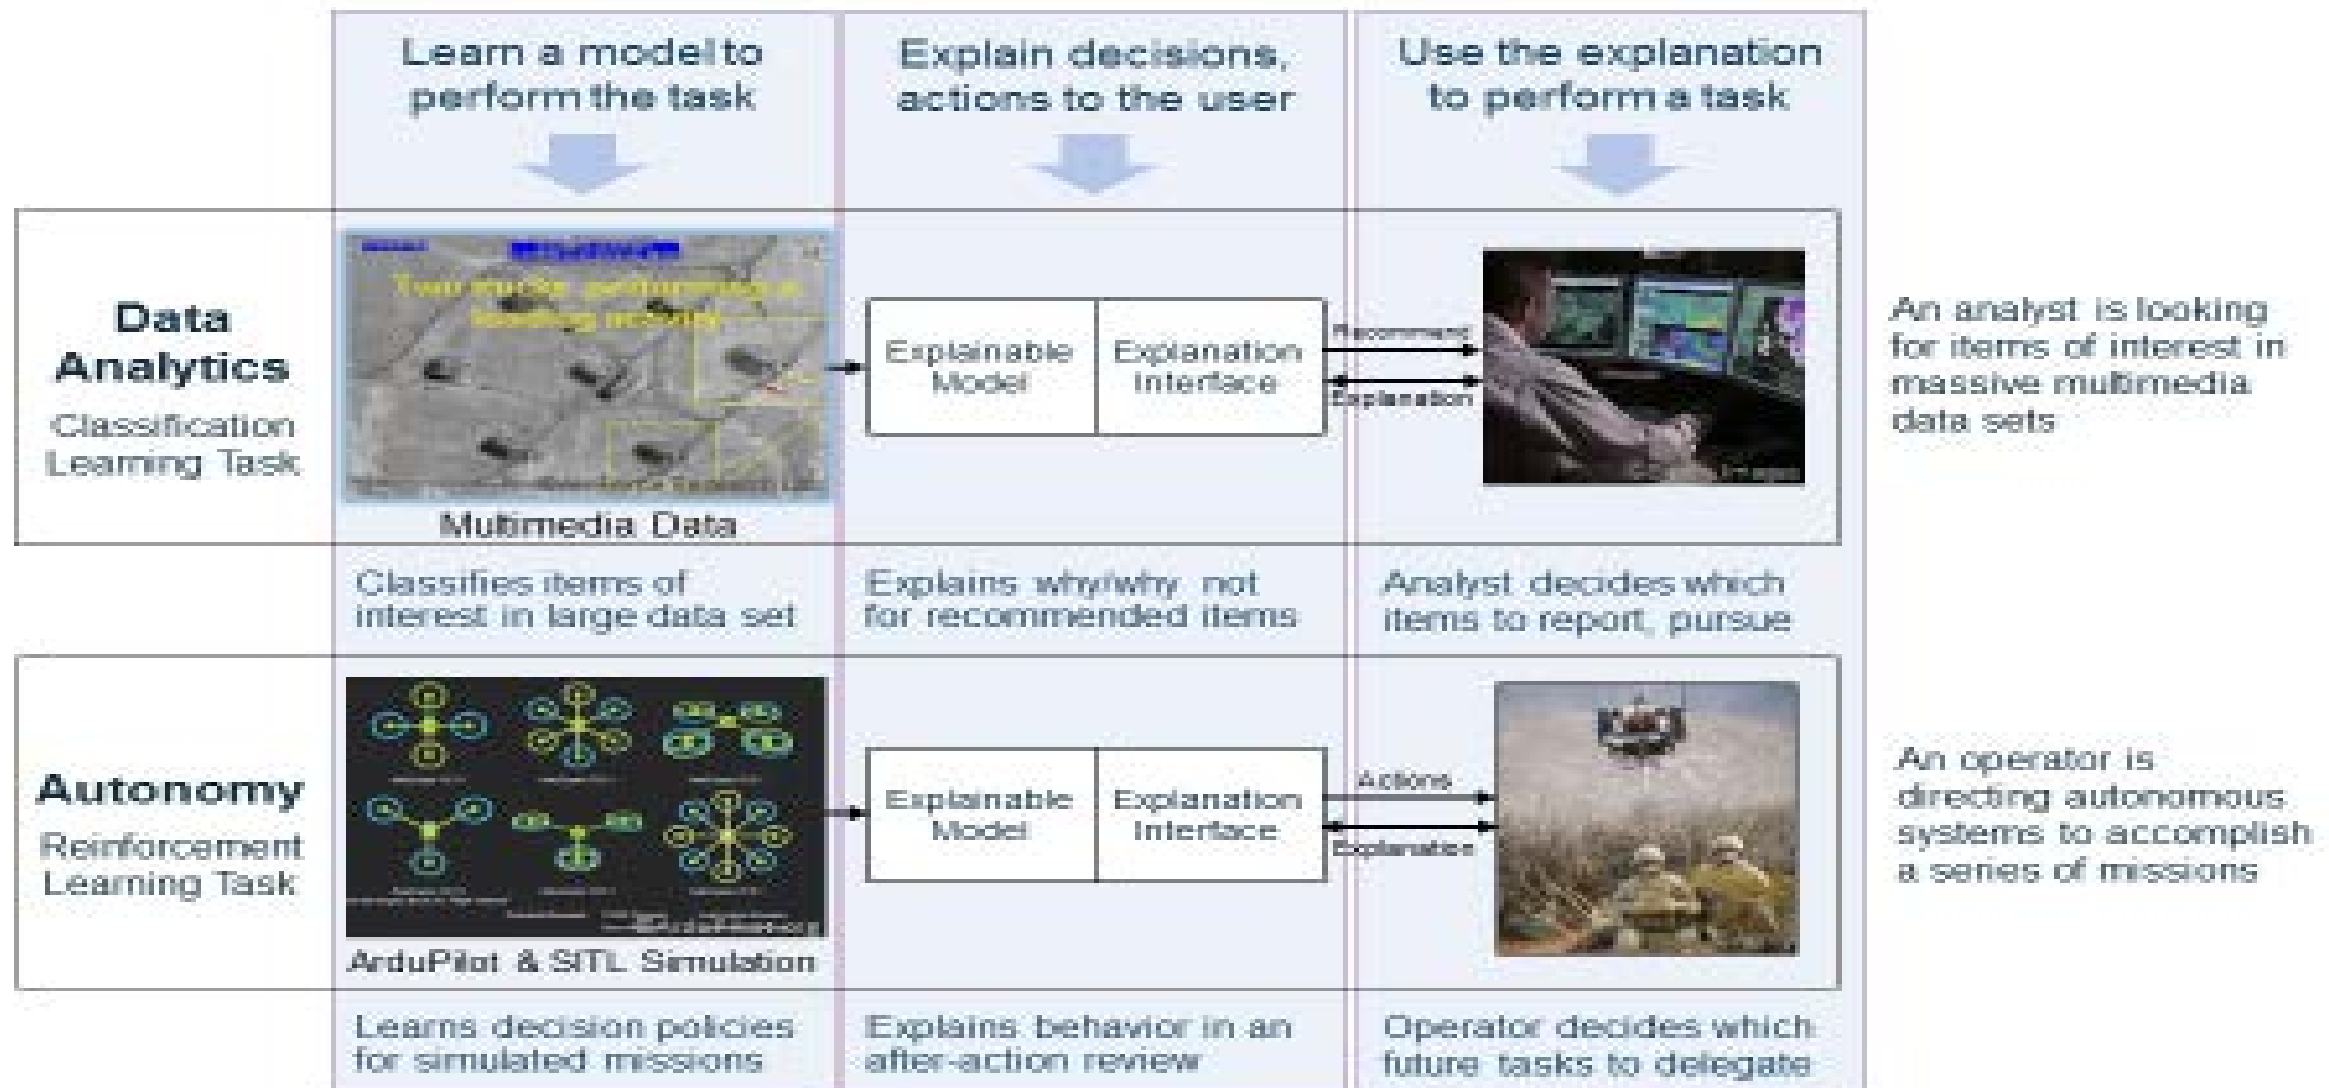 Learn a model to
perform the task
Explain decisions,
actions to the user
Use the explanation
to perform a task
Data
Analytics
Classification
Learning Task
Two trucks performing a
loading activity
Multimedia Data
Explainable
Model
Explanation
Interface
Recommend
Explanation
An analyst is looking
for items of interest in
massive multimedia
data sets
Classifies items of
interest in large data set
Explains why/why not
for recommended items
Analyst decides which
items to report, pursue
Autonomy
Reinforcement
Learning Task
ArduPilot & SITL Simulation
Explainable
Model
Explanation
Interface
Actions
Explanation
An operator is
directing autonomous
systems to accomplish
a series of missions
Learns decision policies
for simulated missions
Explains behavior in an
after-action review
Operator decides which
future tasks to delegate